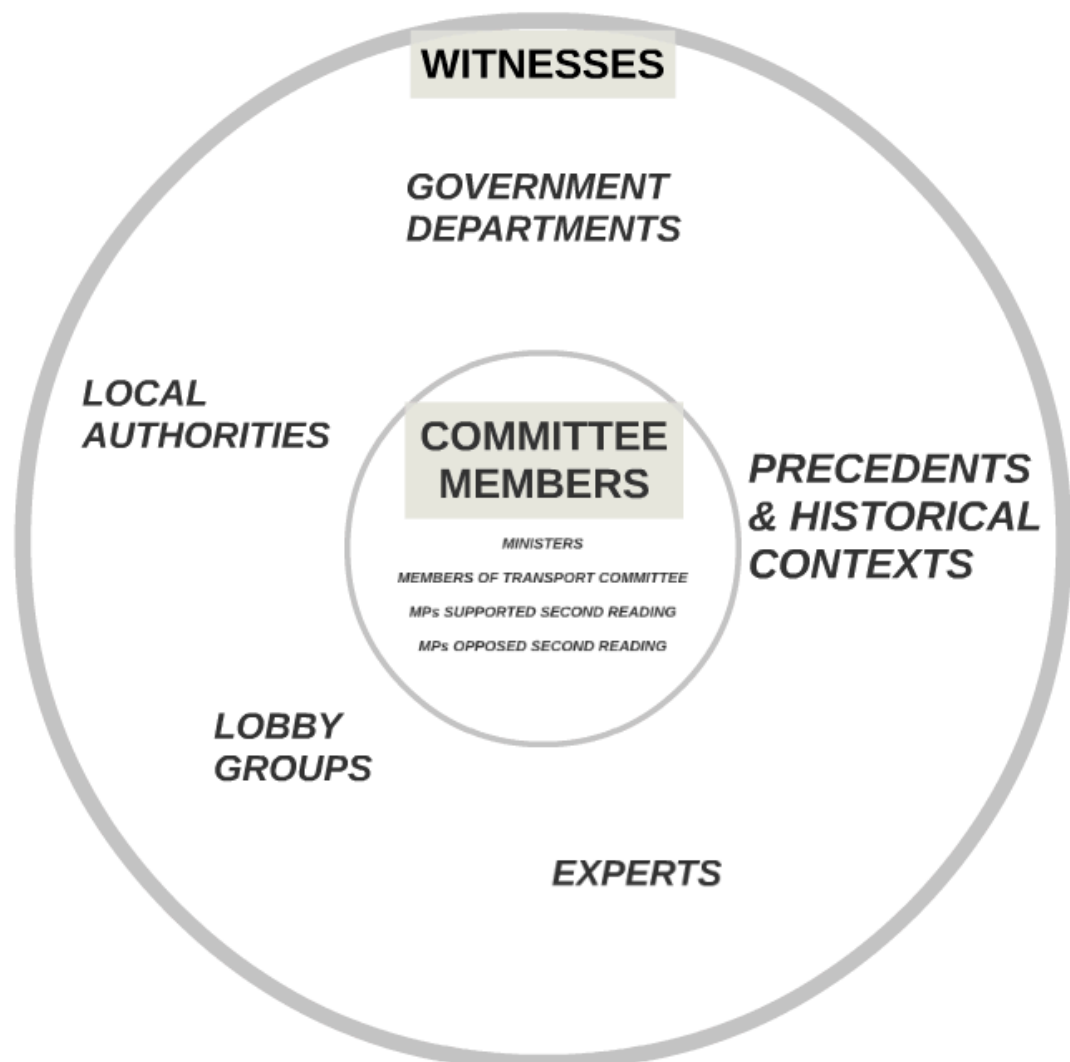 WITNESSES
GOVERNMENT
DEPARTMENTS
LOCAL
AUTHORITIES
COMMITTEE
MEMBERS
MINISTERS
MEMBERS OF TRANSPORT COMMITTEE
MPs SUPPORTED SECOND READING
MPs OPPOSED SECOND READING
PRECEDENTS
& HISTORICAL
CONTEXTS
LOBBY
GROUPS
EXPERTS